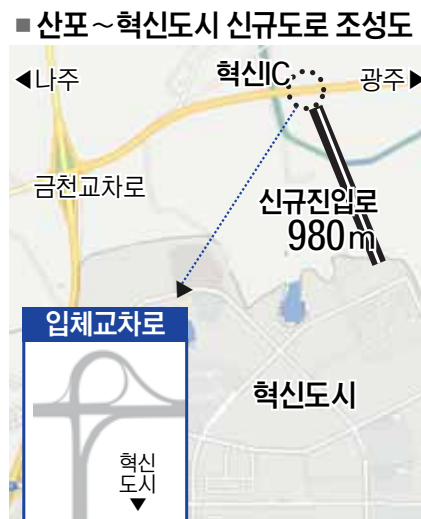 ■ 산포~혁신도시 신규도로 조성도
◀나주
혁신IC
광주▶
금천교차로
신규진입로
980m
입체교차로
혁신도시
혁신
도시
▼